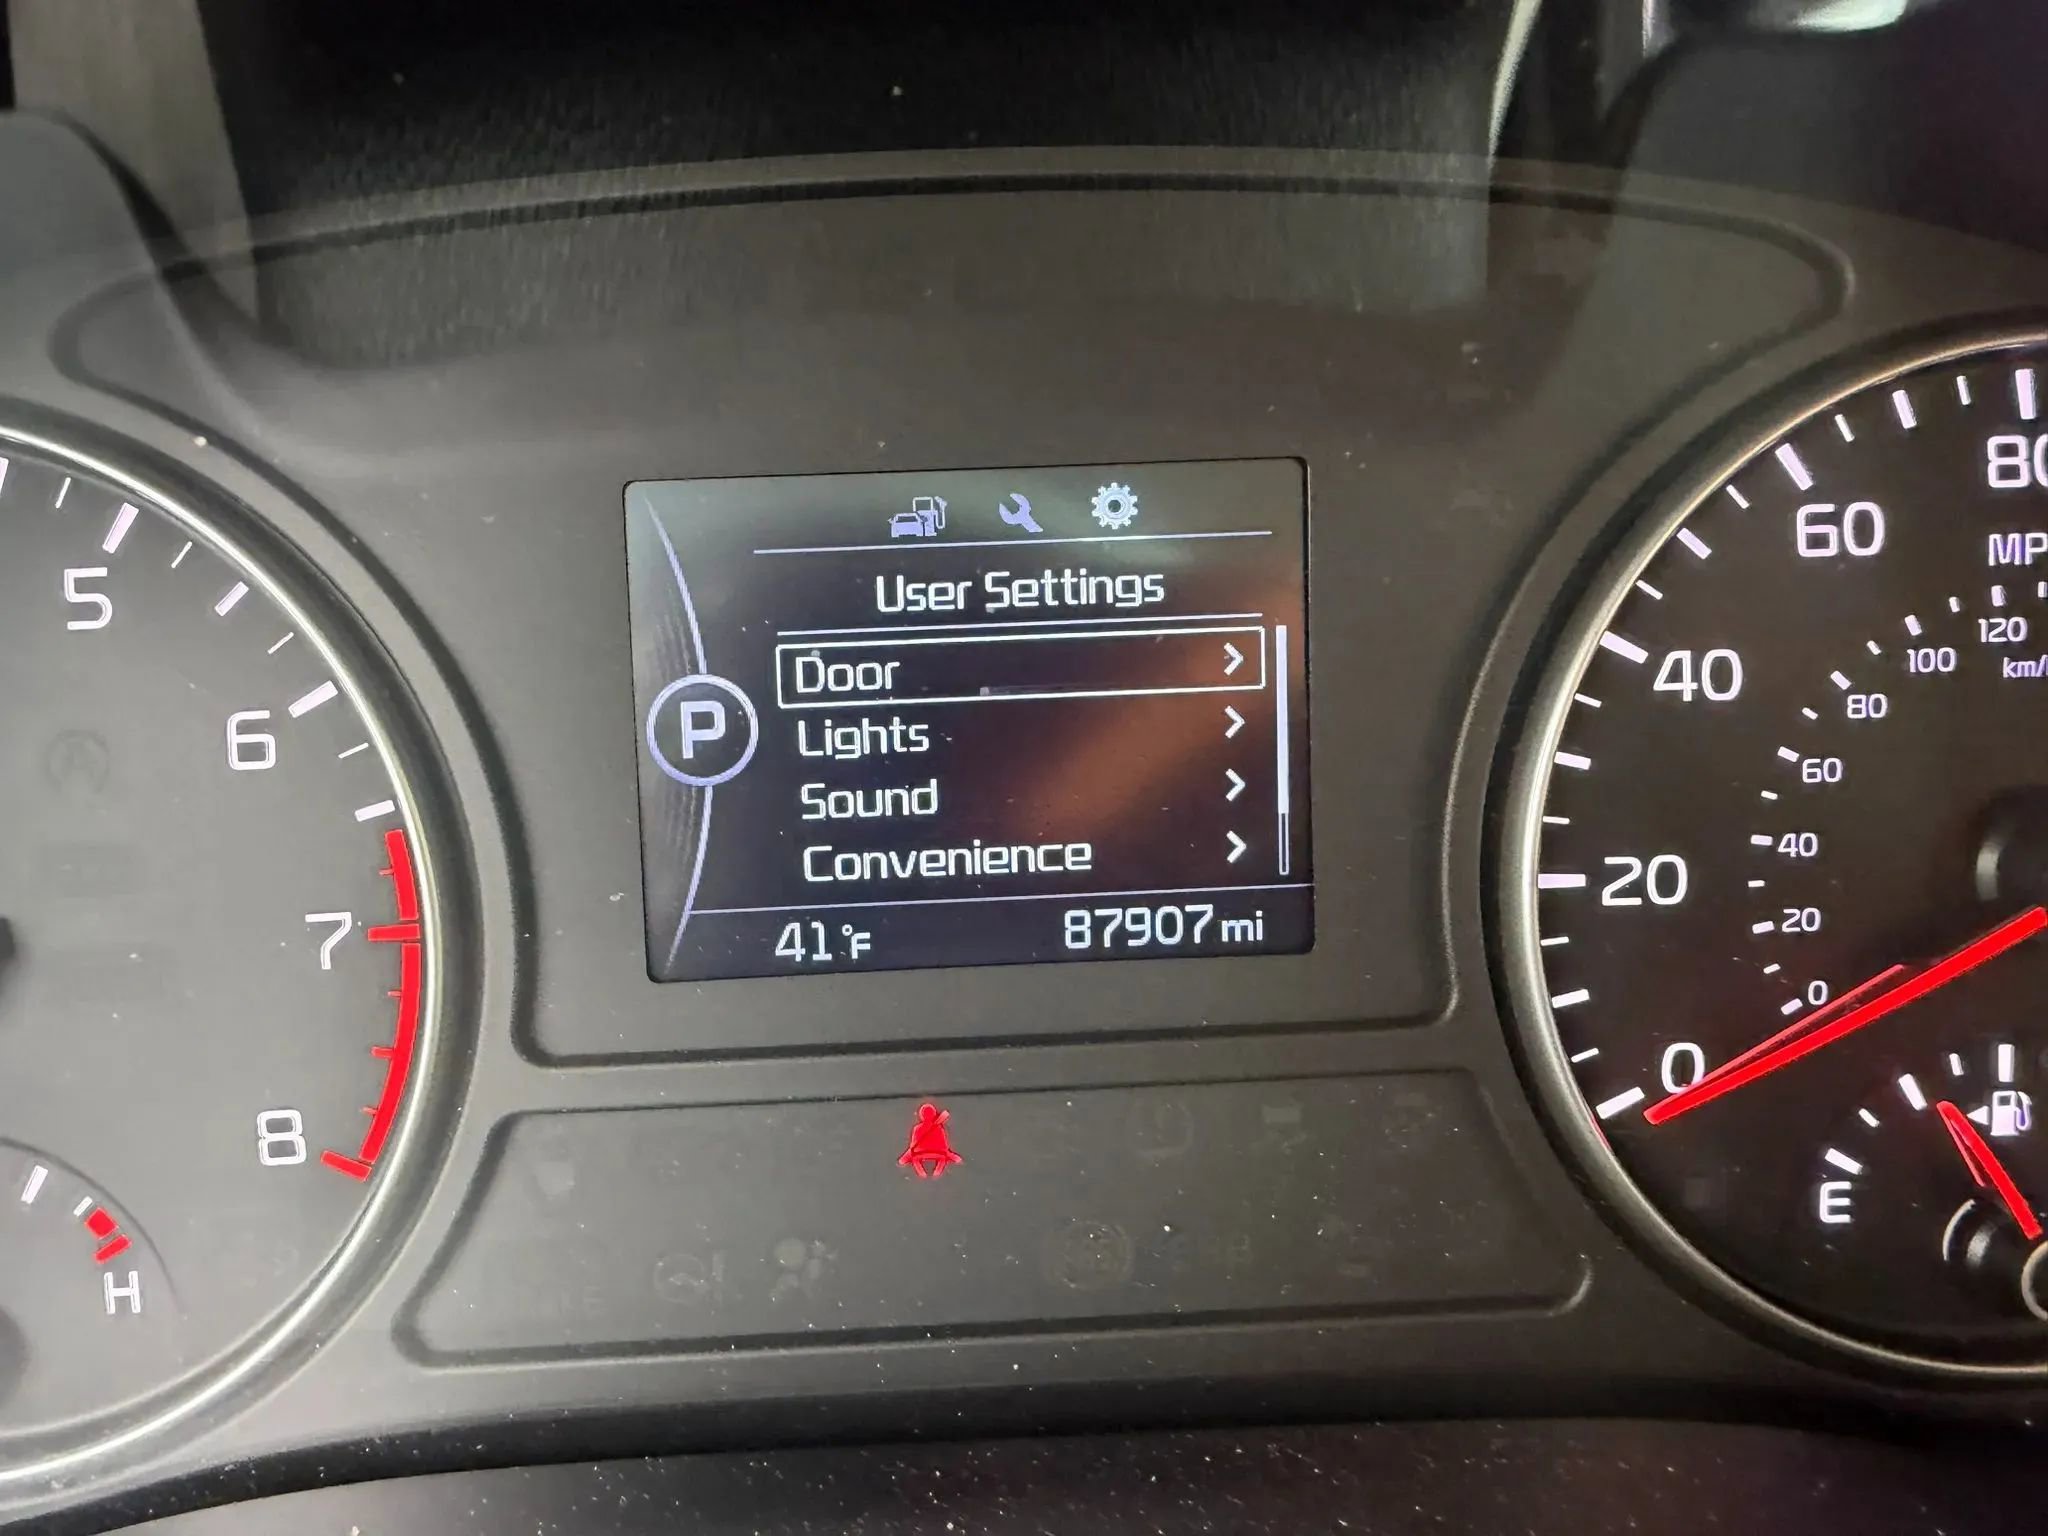 User Settings
Door
Lights
Sound
Convenience
P
41°F
87907 mi
5
6
7
8
H
80
60
40
20
0
MP
120
100
80
60
40
20
0
km/
E